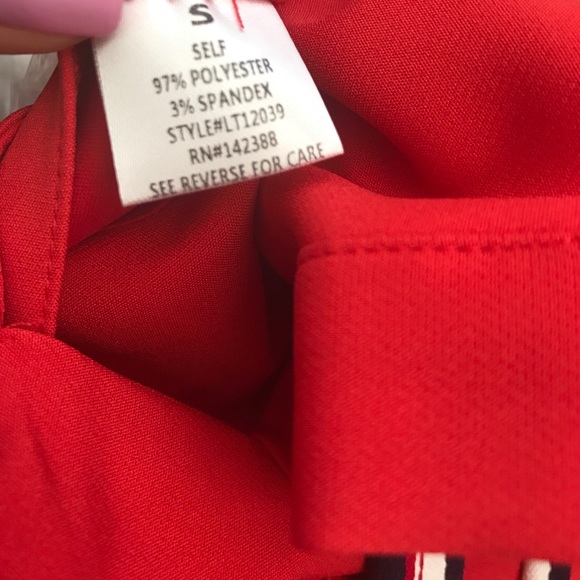 S
SELF
97% POLYESTER
3% SPANDEX
STYLE#LT12039
RN#142388
SEE REVERSE FOR CARE